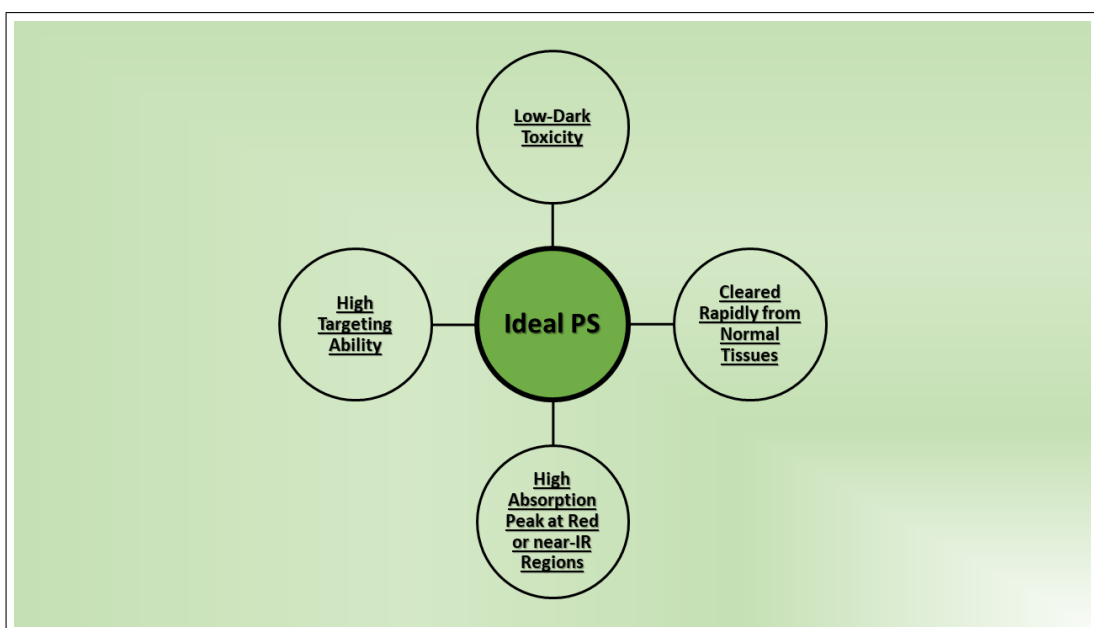 Low-Dark
Toxicity
High
Targeting
Ability
Ideal PS
Cleared
Rapidly from
Normal
Tissues
High
Absorption
Peak at Red
or near-IR
Regions